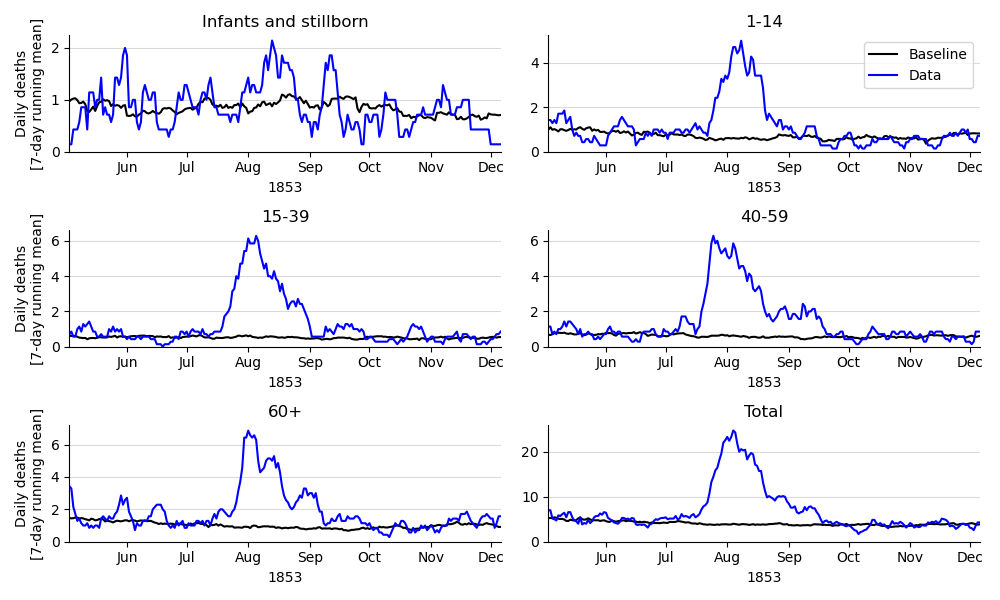 Infants and stillborn
Daily deaths
[7-day running mean]
2
1
0
Jun Jul Aug Sep Oct Nov Dec
1853
1-14
Baseline
Data
4
2
0
Jun Jul Aug Sep Oct Nov Dec
1853
15-39
Daily deaths
[7-day running mean]
6
4
2
0
Jun Jul Aug Sep Oct Nov Dec
1853
40-59
6
4
2
0
Jun Jul Aug Sep Oct Nov Dec
1853
60+
Daily deaths
[7-day running mean]
6
4
2
0
Jun Jul Aug Sep Oct Nov Dec
1853
Total
20
10
0
Jun Jul Aug Sep Oct Nov Dec
1853